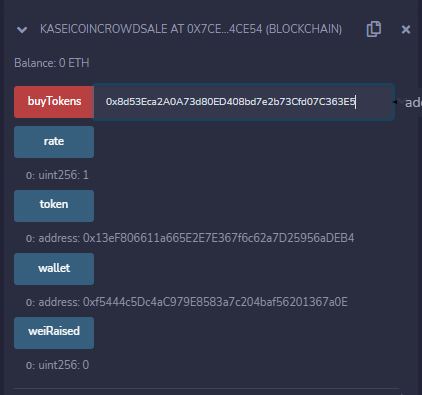 KASEICOINCROWDSALE AT 0X7CE...4CE54 (BLOCKCHAIN)
Balance: 0 ETH
buyTokens 0x8d53Eca2A0A73d80ED408bd7e2b73Cfd07C363E5 add
rate
0: uint256: 1
token
0: address: 0x13eF806611a665E2E7E367f6c62a7D25956aDEB4
wallet
0: address: 0xf5444c5Dc4aC979E8583a7c204baf56201367a0E
weiRaised
0: uint256: 0